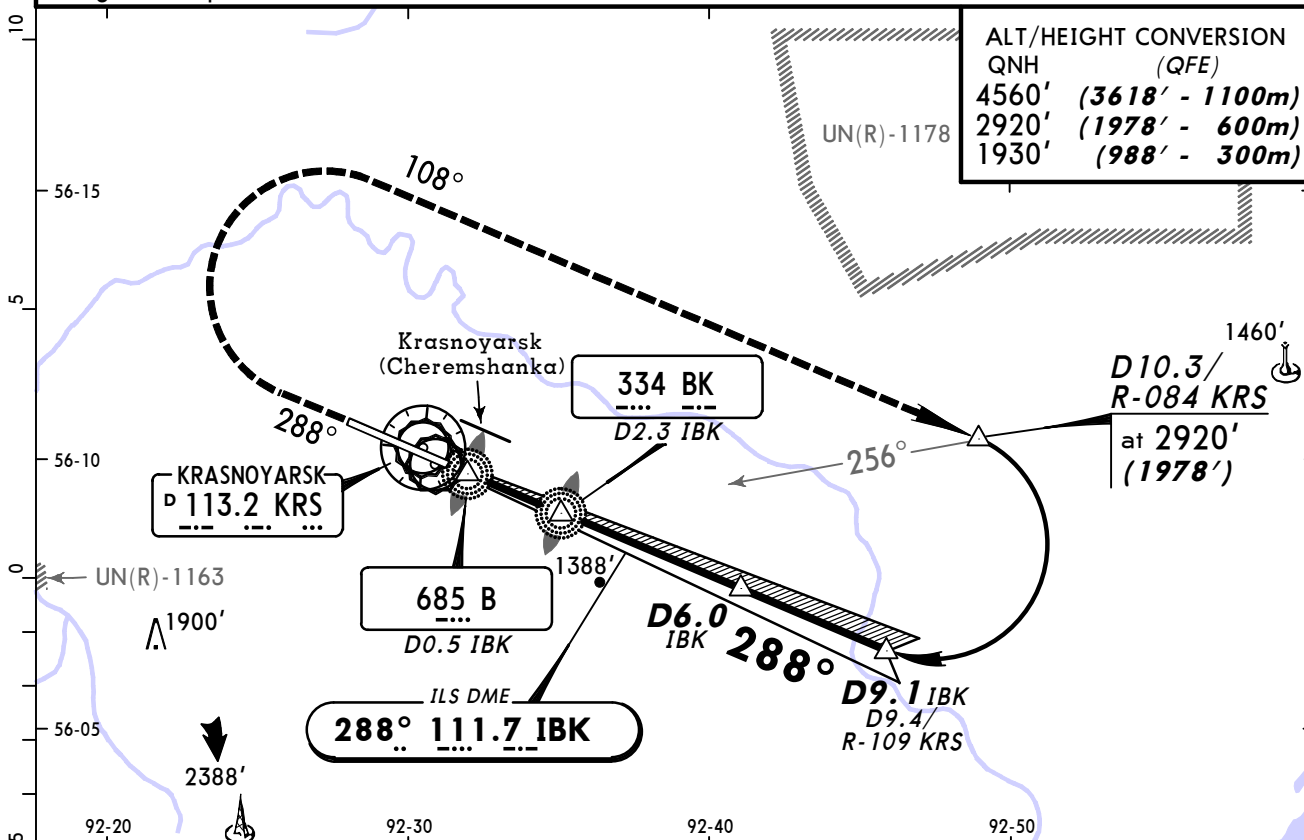 ALT/HEIGHT CONVERSION
QNH (QFE)
4560' (3618' - 1100m)
2920' (1978' - 600m)
1930' (988' - 300m)
UN(R)-1178
10
56-15
108°
5
Krasnoyarsk
(Cheremshanka)
1460'
D10.3/
R-084 KRS
at 2920'
(1978')
334 BK
D2.3 IBK
288°
256°
56-10
KRASNOYARSK
D 113.2 KRS
0
UN(R)-1163
1388'
685 B
D0.5 IBK
1900'
D6.0
IBK
288°
D9.1 IBK
D9.4/
R-109 KRS
ILS DME
288° 111.7 IBK
56-05
2388'
5
92-20
92-30
92-40
92-50